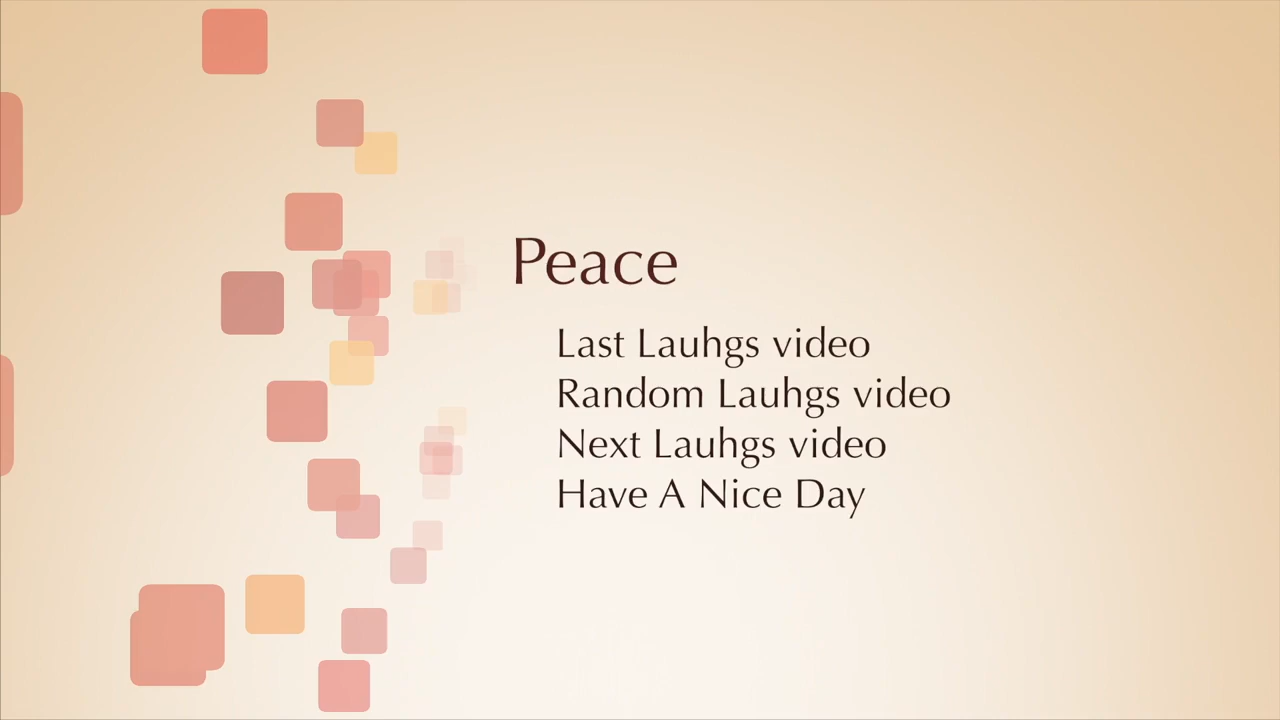 Peace
Last Lauhgs video
Random Lauhgs video
Next Lauhgs video
Have A Nice Day